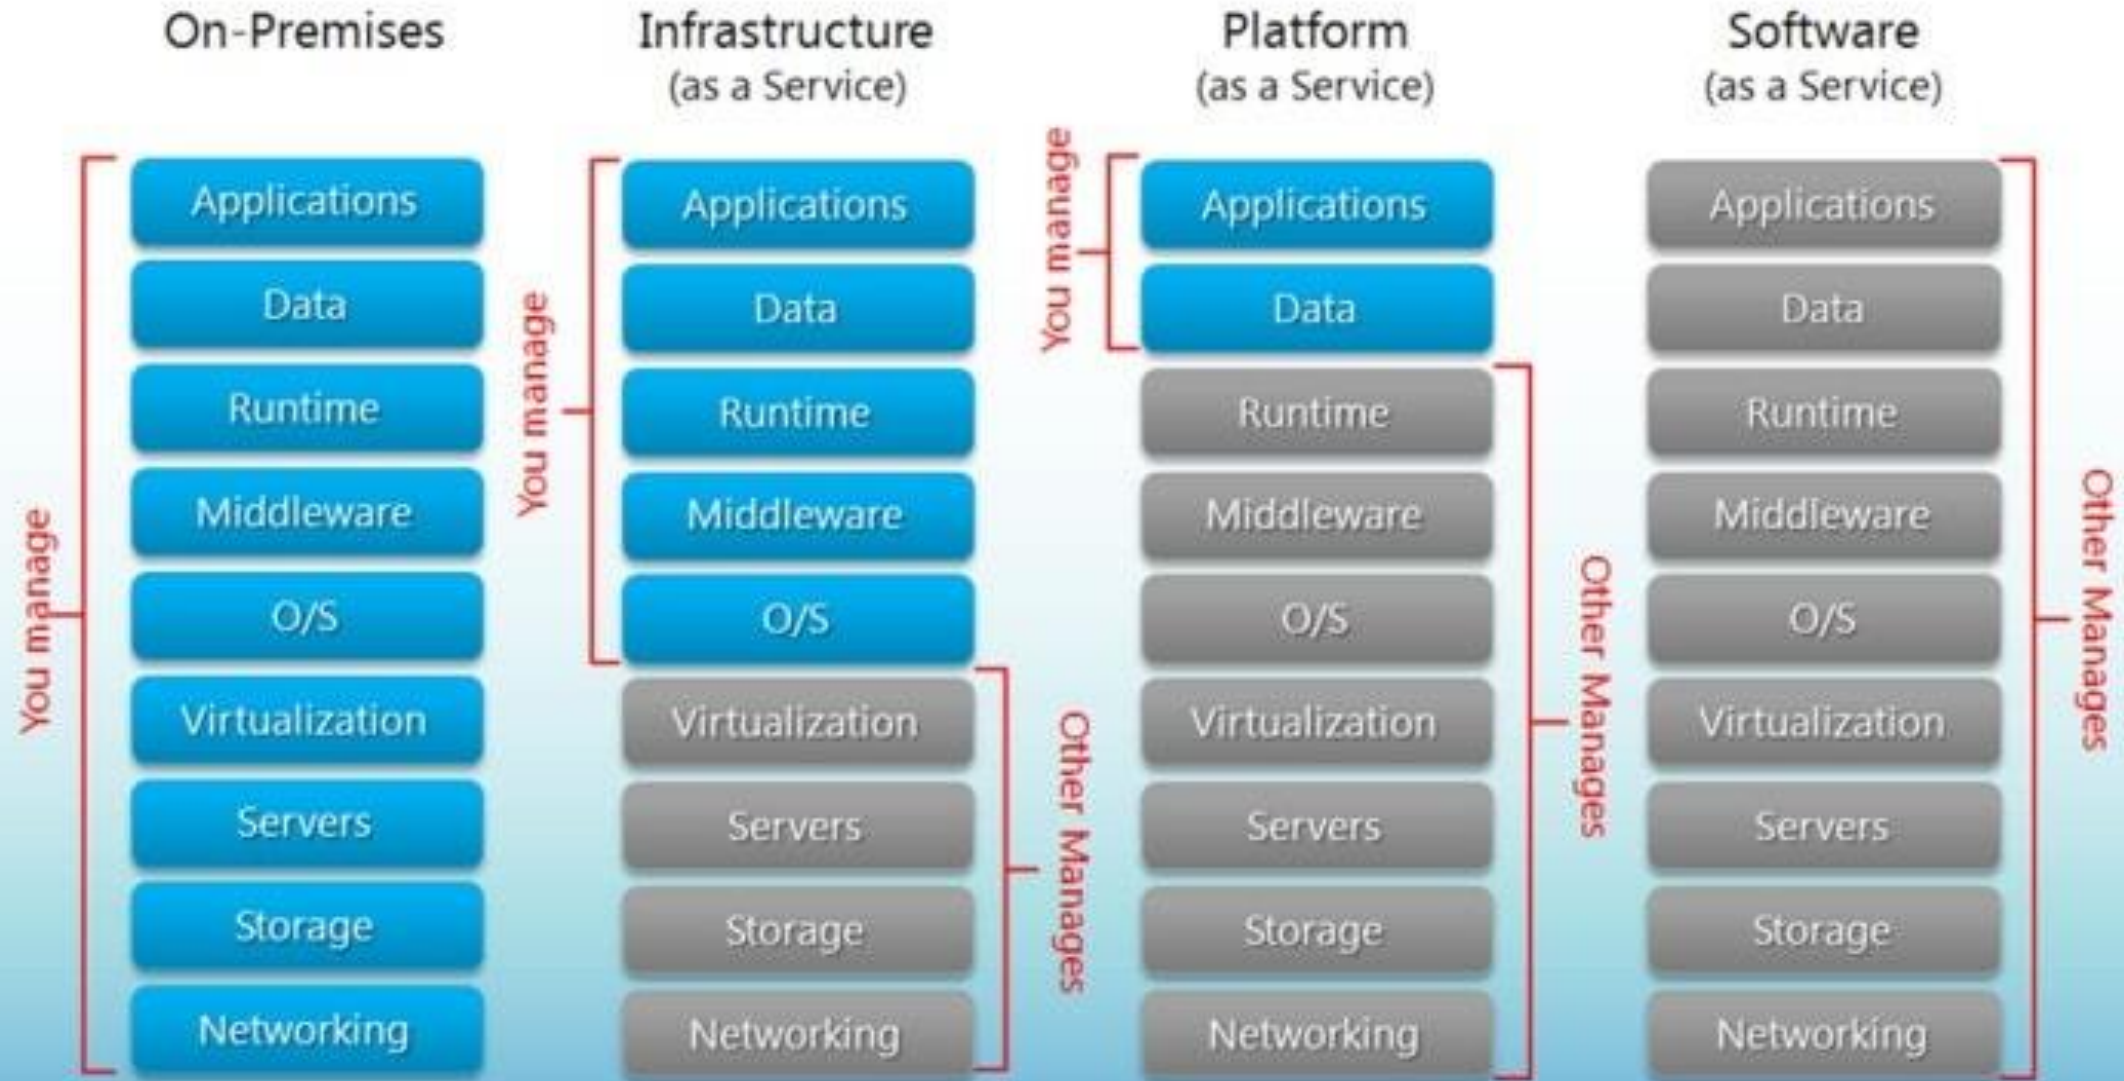 On-Premises
You manage
Applications
Data
Runtime
Middleware
O/S
Virtualization
Servers
Storage
Networking
Infrastructure
(as a Service)
You manage
Applications
Data
Runtime
Middleware
O/S
Virtualization
Servers
Storage
Networking
Other Manages
Platform
(as a Service)
You manage
Applications
Data
Runtime
Middleware
O/S
Virtualization
Servers
Storage
Networking
Other Manages
Software
(as a Service)
Applications
Data
Runtime
Middleware
O/S
Virtualization
Servers
Storage
Networking
Other Manages